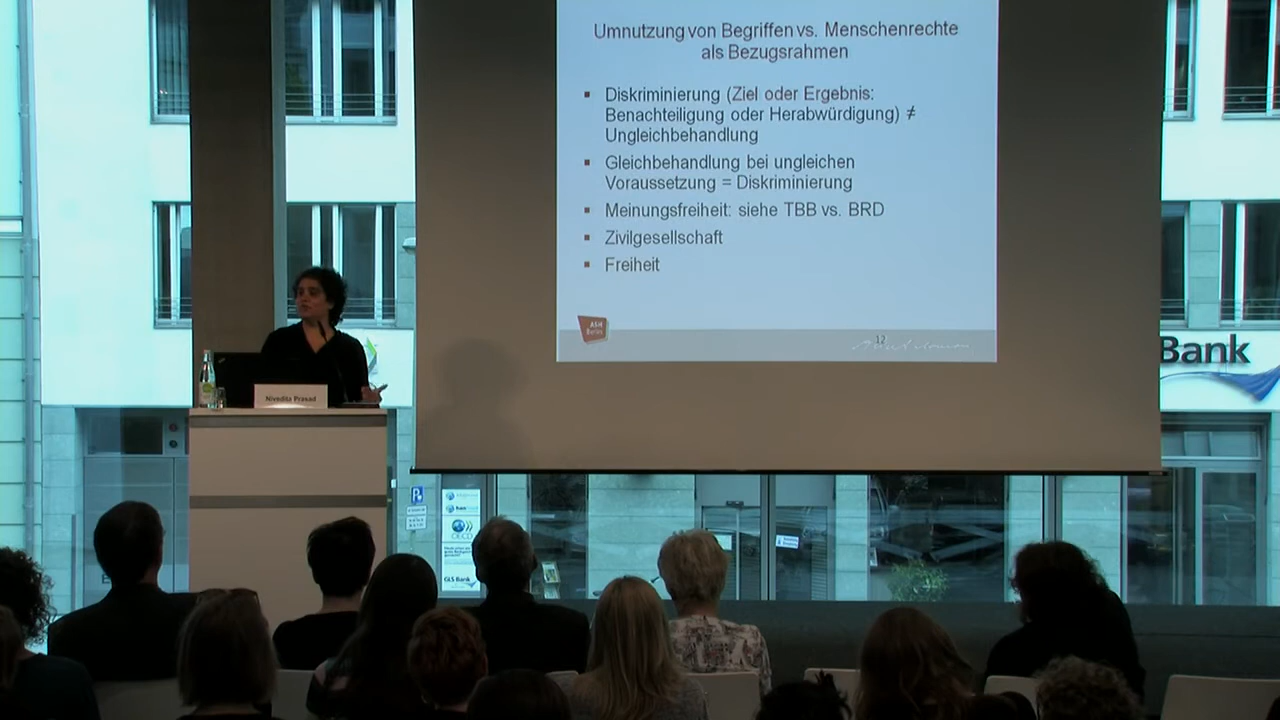 Umnutzung von Begriffen vs. Menschenrechte
als Bezugsrahmen
▪ Diskriminierung (Ziel oder Ergebnis:
Benachteiligung oder Herabwürdigung) ≠
Ungleichbehandlung
▪ Gleichbehandlung bei ungleichen
Voraussetzung = Diskriminierung
▪ Meinungsfreiheit: siehe TBB vs. BRD
▪ Zivilgesellschaft
▪ Freiheit
ASH
Berlin
12
Bank
Nivedita Prasad
P
OECD
GLS Bank